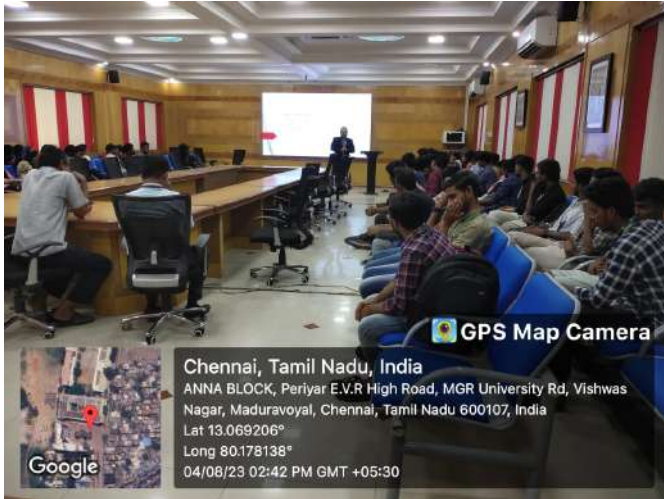 GPS Map Camera
Chennai, Tamil Nadu, India
ANNA BLOCK, Periyar E.V.R High Road, MGR University Rd, Vishwas
Nagar, Maduravoyal, Chennai, Tamil Nadu 600107, India
Lat 13.069206°
Long 80.178138°
04/08/23 02:42 PM GMT +05:30
Google